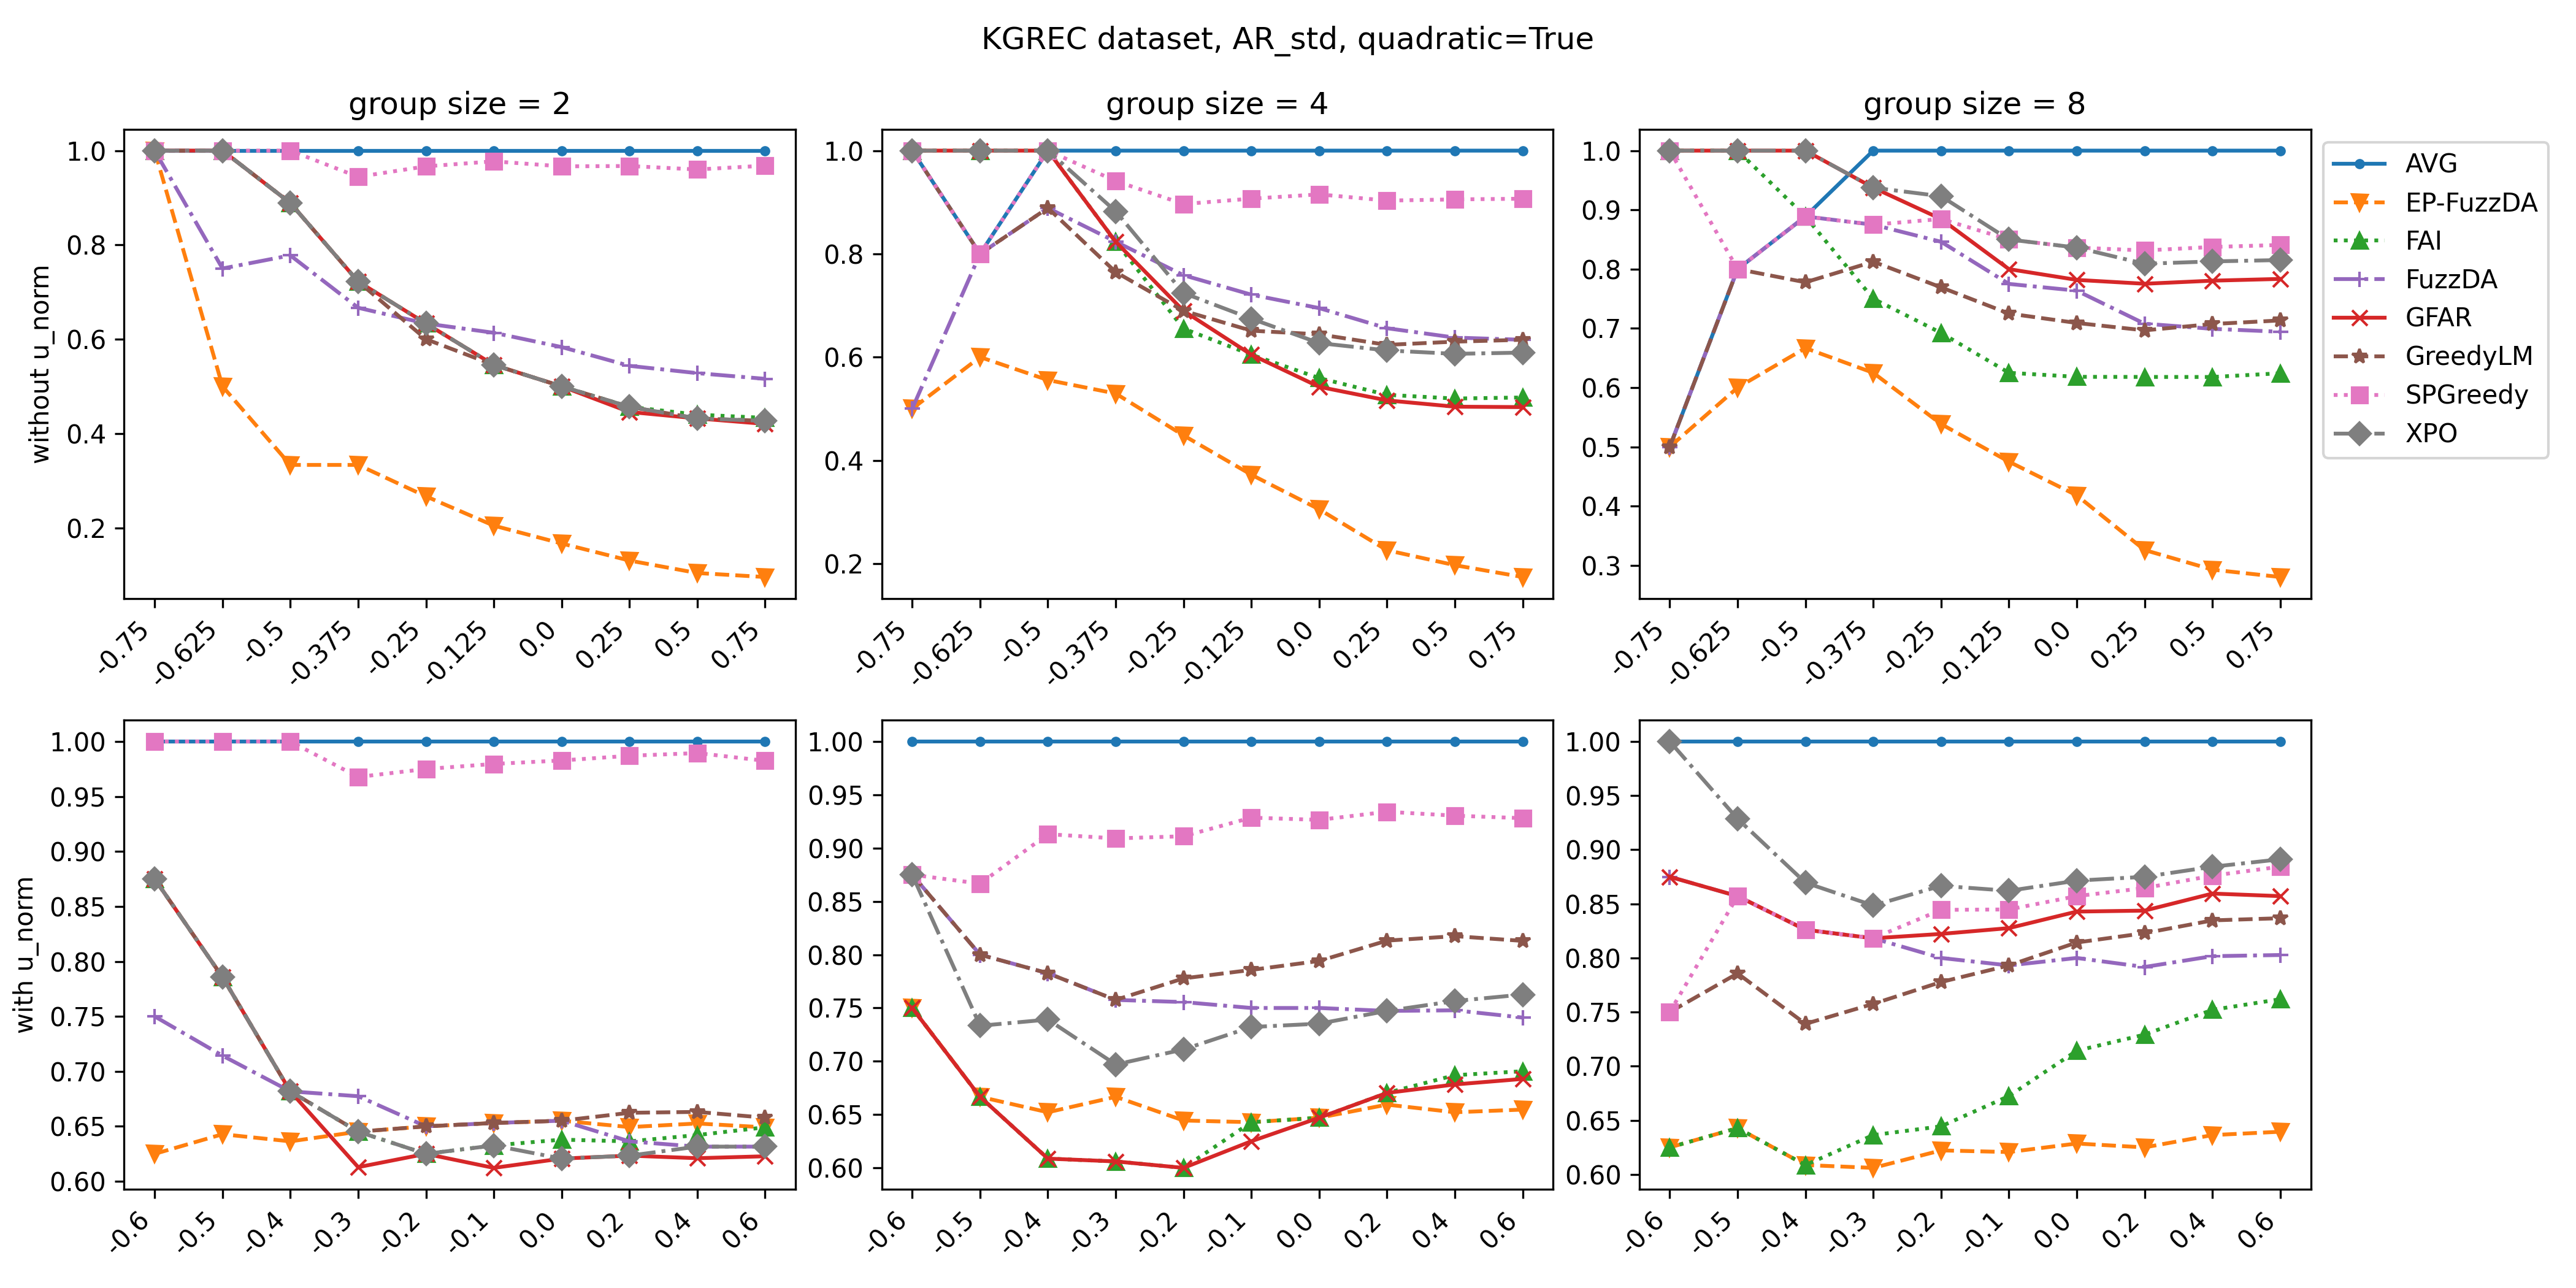 KGREC dataset, AR_std, quadratic=True
group size = 2
group size = 4
group size = 8
without u_norm
1.0
0.8
0.6
0.4
0.2
-0.75 -0.625 -0.5 -0.375 -0.25 -0.125 0.0 0.25 0.5 0.75
1.0
0.8
0.6
0.4
0.2
-0.75 -0.625 -0.5 -0.375 -0.25 -0.125 0.0 0.25 0.5 0.75
1.0
0.9
0.8
0.7
0.6
0.5
0.4
0.3
-0.75 -0.625 -0.5 -0.375 -0.25 -0.125 0.0 0.25 0.5 0.75
AVG
EP-FuzzDA
FAI
FuzzDA
GFAR
GreedyLM
SPGreedy
XPO
with u_norm
1.00
0.95
0.90
0.85
0.80
0.75
0.70
0.65
0.60
-0.6 -0.5 -0.4 -0.3 -0.2 -0.1 0.0 0.2 0.4 0.6
1.00
0.95
0.90
0.85
0.80
0.75
0.70
0.65
0.60
-0.6 -0.5 -0.4 -0.3 -0.2 -0.1 0.0 0.2 0.4 0.6
1.00
0.95
0.90
0.85
0.80
0.75
0.70
0.65
0.60
-0.6 -0.5 -0.4 -0.3 -0.2 -0.1 0.0 0.2 0.4 0.6